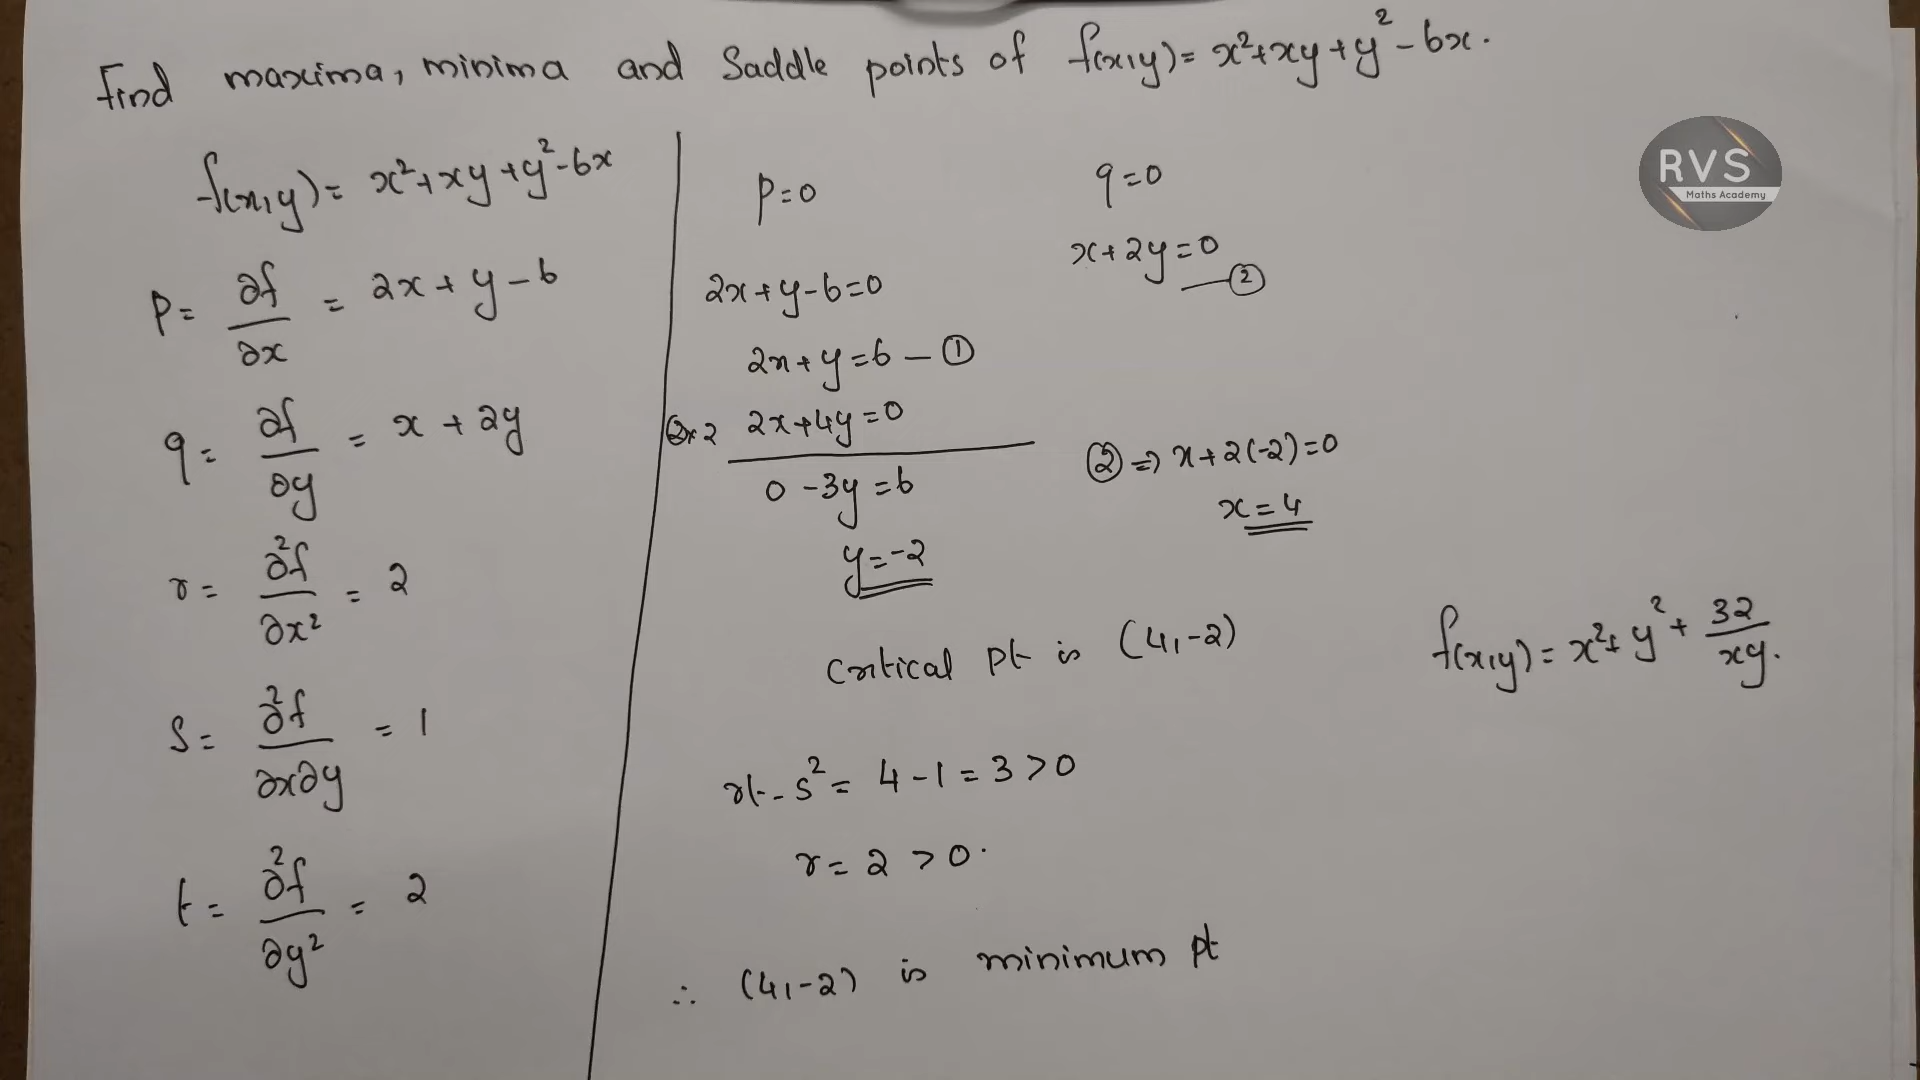 Find maxima, minima and Saddle points of f(x,y)= x²+xy+y²-6x.
f(x,y)= x²+xy+y²-6x
p= ∂f/∂x = 2x+y-6
q= ∂f/∂y = x+2y
r= ∂²f/∂x² = 2
s= ∂²f/∂x∂y = 1
t= ∂²f/∂y² = 2
p=0
2x+y-6=0
2x+y=6 — ①
②×2 2x+4y=0
0-3y=6
y=-2
q=0
x+2y=0 — ②
② ⇒ x+2(-2)=0
x=4
Critical pt is (4,-2)
rt-s²= 4-1=3>0
r=2>0.
∴ (4,-2) is minimum pt
f(x,y)= x²+y²+ 32/xy.
RVS
Maths Academy